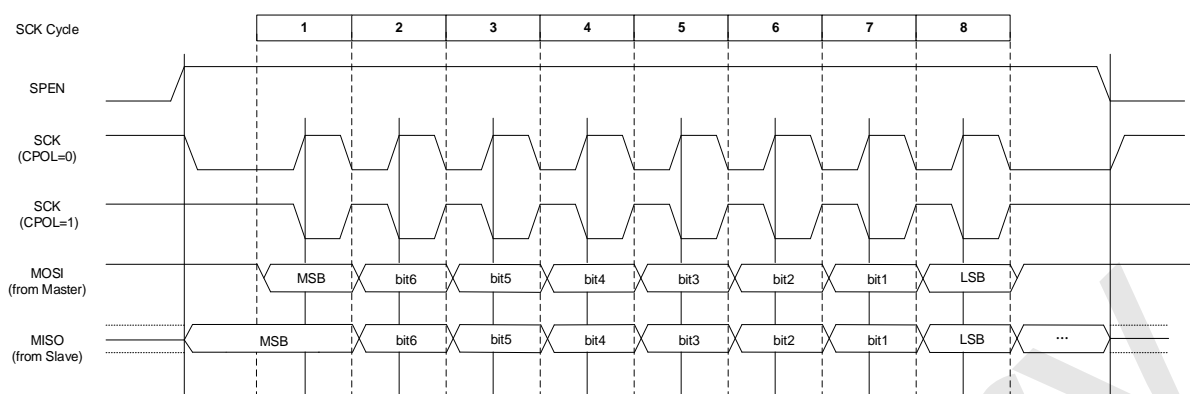 SCK Cycle 1 2 3 4 5 6 7 8
SPEN
SCK
(CPOL=0)
SCK
(CPOL=1)
MOSI
(from Master)
MSB bit6 bit5 bit4 bit3 bit2 bit1 LSB
MISO
(from Slave)
MSB bit6 bit5 bit4 bit3 bit2 bit1 LSB ...